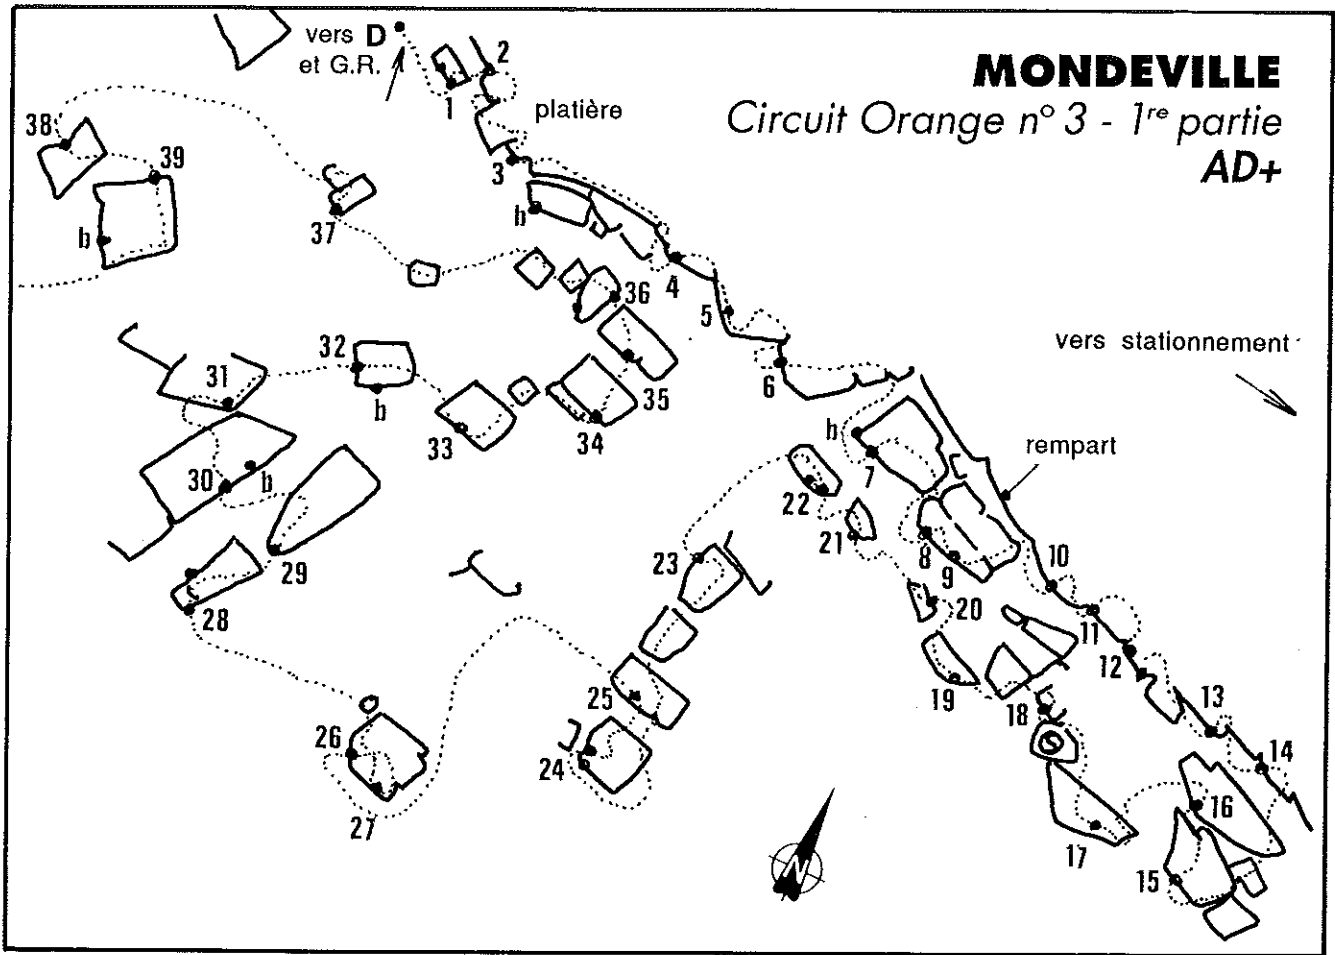 MONDEVILLE
Circuit Orange n° 3 - 1re partie
AD+
vers D
et G.R.
platière
vers stationnement
rempart
1
2
3
b
4
5
6
b
7
8
9
10
11
12
13
14
15
16
17
18
S
19
20
21
22
23
24
25
26
27
28
29
30
b
31
32
b
33
34
35
36
37
38
39
b
N